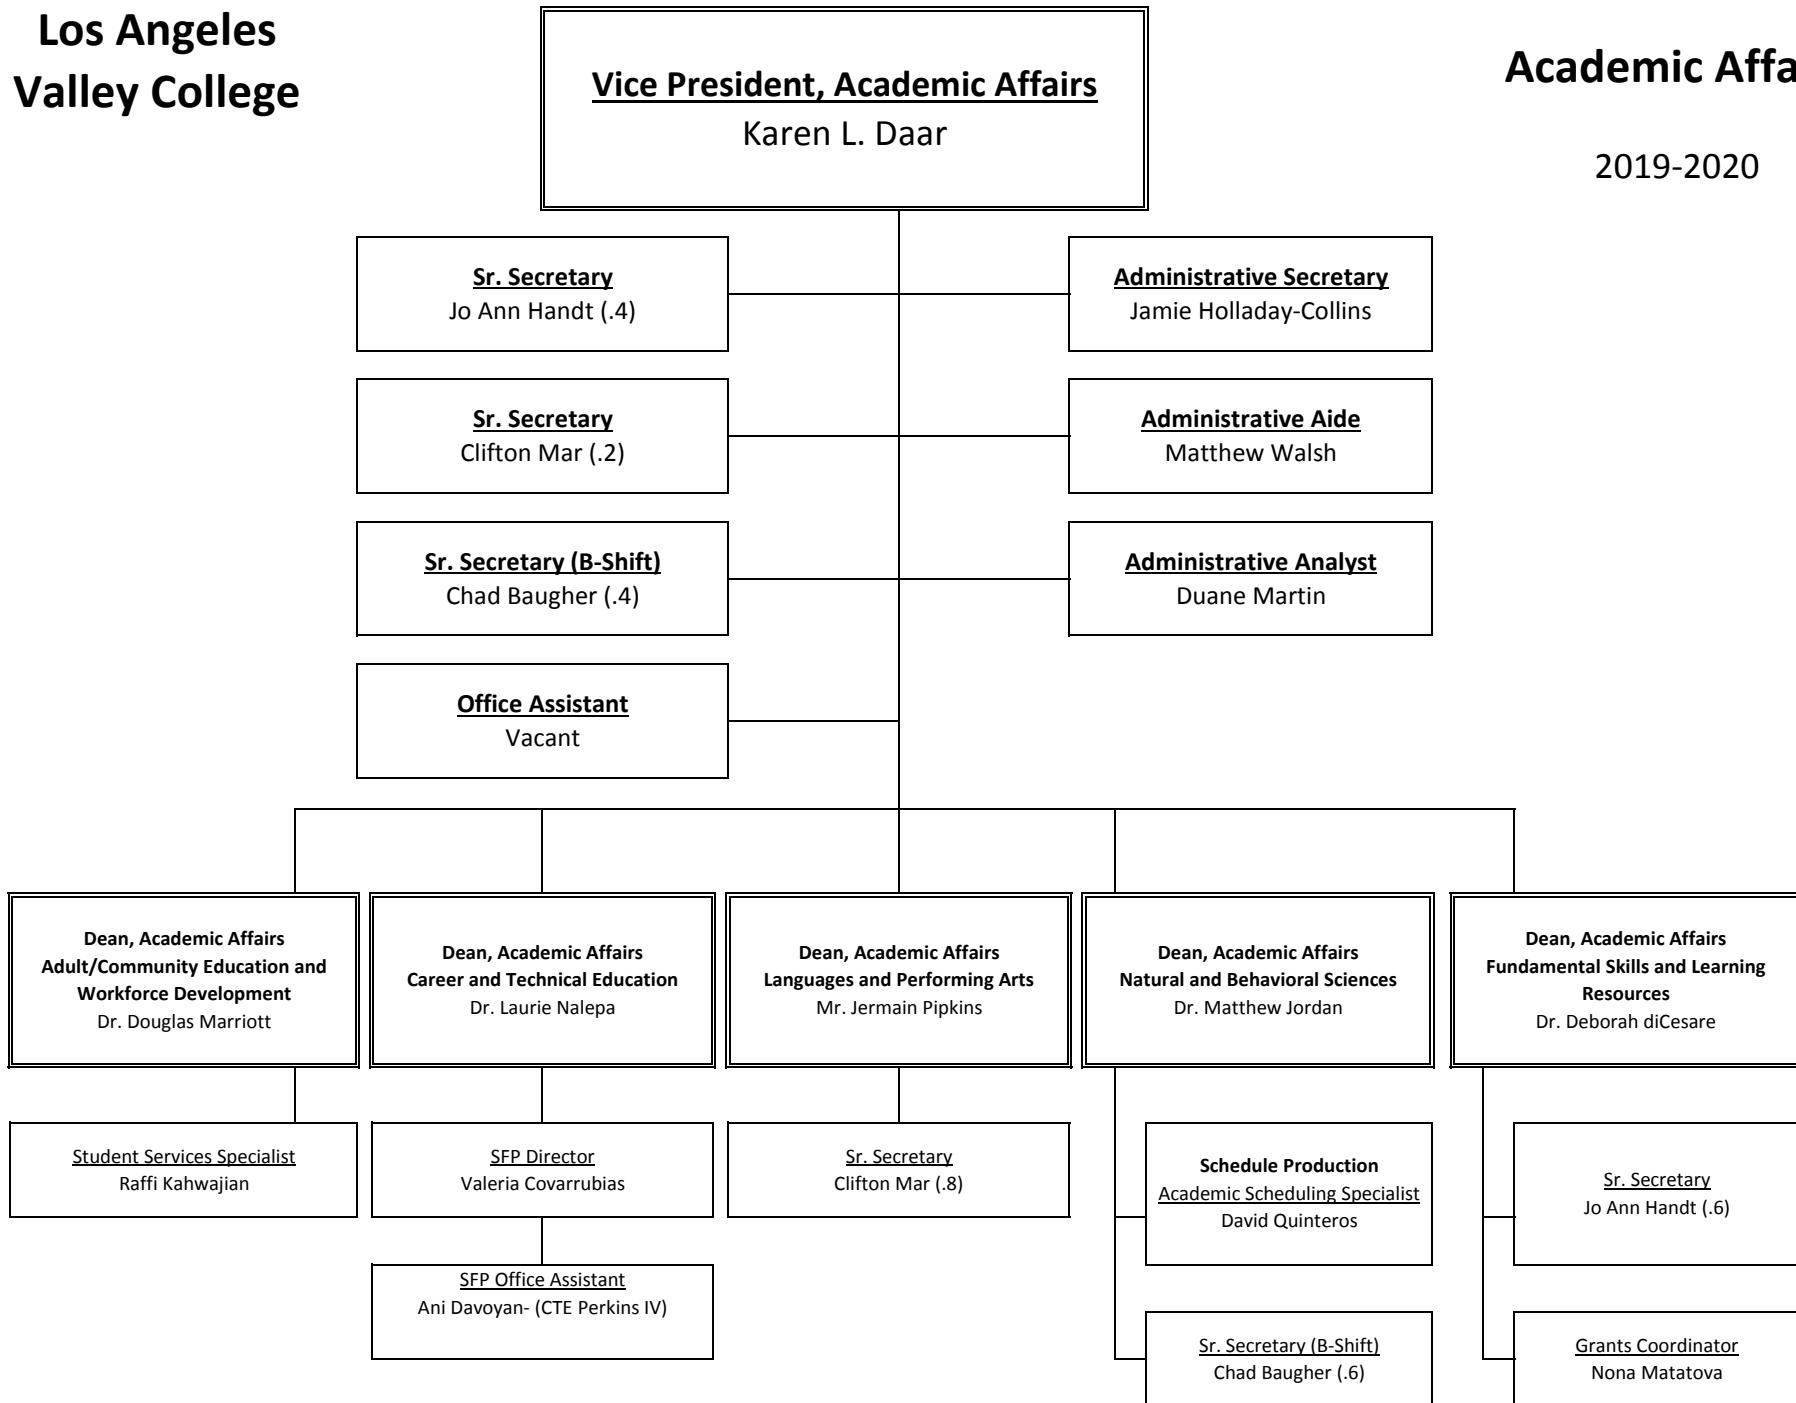 Los Angeles
Valley College
Vice President, Academic Affairs
Karen L. Daar
Academic Affa
2019-2020
Sr. Secretary
Jo Ann Handt (.4)
Administrative Secretary
Jamie Holladay-Collins
Sr. Secretary
Clifton Mar (.2)
Administrative Aide
Matthew Walsh
Sr. Secretary (B-Shift)
Chad Baugher (.4)
Administrative Analyst
Duane Martin
Office Assistant
Vacant
Dean, Academic Affairs
Adult/Community Education and
Workforce Development
Dr. Douglas Marriott
Dean, Academic Affairs
Career and Technical Education
Dr. Laurie Nalepa
Dean, Academic Affairs
Languages and Performing Arts
Mr. Jermain Pipkins
Dean, Academic Affairs
Natural and Behavioral Sciences
Dr. Matthew Jordan
Dean, Academic Affairs
Fundamental Skills and Learning
Resources
Dr. Deborah diCesare
Student Services Specialist
Raffi Kahwajian
SFP Director
Valeria Covarrubias
Sr. Secretary
Clifton Mar (.8)
Schedule Production
Academic Scheduling Specialist
David Quinteros
Sr. Secretary
Jo Ann Handt (.6)
SFP Office Assistant
Ani Davoyan- (CTE Perkins IV)
Sr. Secretary (B-Shift)
Chad Baugher (.6)
Grants Coordinator
Nona Matatova